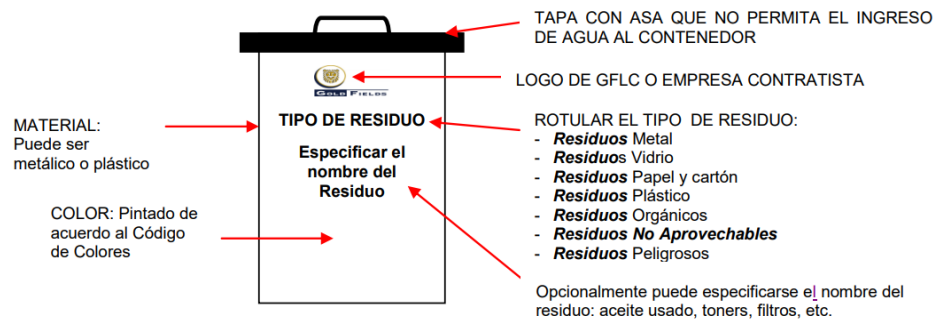 TAPA CON ASA QUE NO PERMITA EL INGRESO
DE AGUA AL CONTENEDOR
LOGO DE GFLC O EMPRESA CONTRATISTA
GOLD FIELDS
TIPO DE RESIDUO
Especificar el
nombre del
Residuo
MATERIAL:
Puede ser
metálico o plástico
COLOR: Pintado de
acuerdo al Código
de Colores
ROTULAR EL TIPO DE RESIDUO:
- Residuos Metal
- Residuos Vidrio
- Residuos Papel y cartón
- Residuos Plástico
- Residuos Orgánicos
- Residuos No Aprovechables
- Residuos Peligrosos
Opcionalmente puede especificarse el nombre del
residuo: aceite usado, toners, filtros, etc.